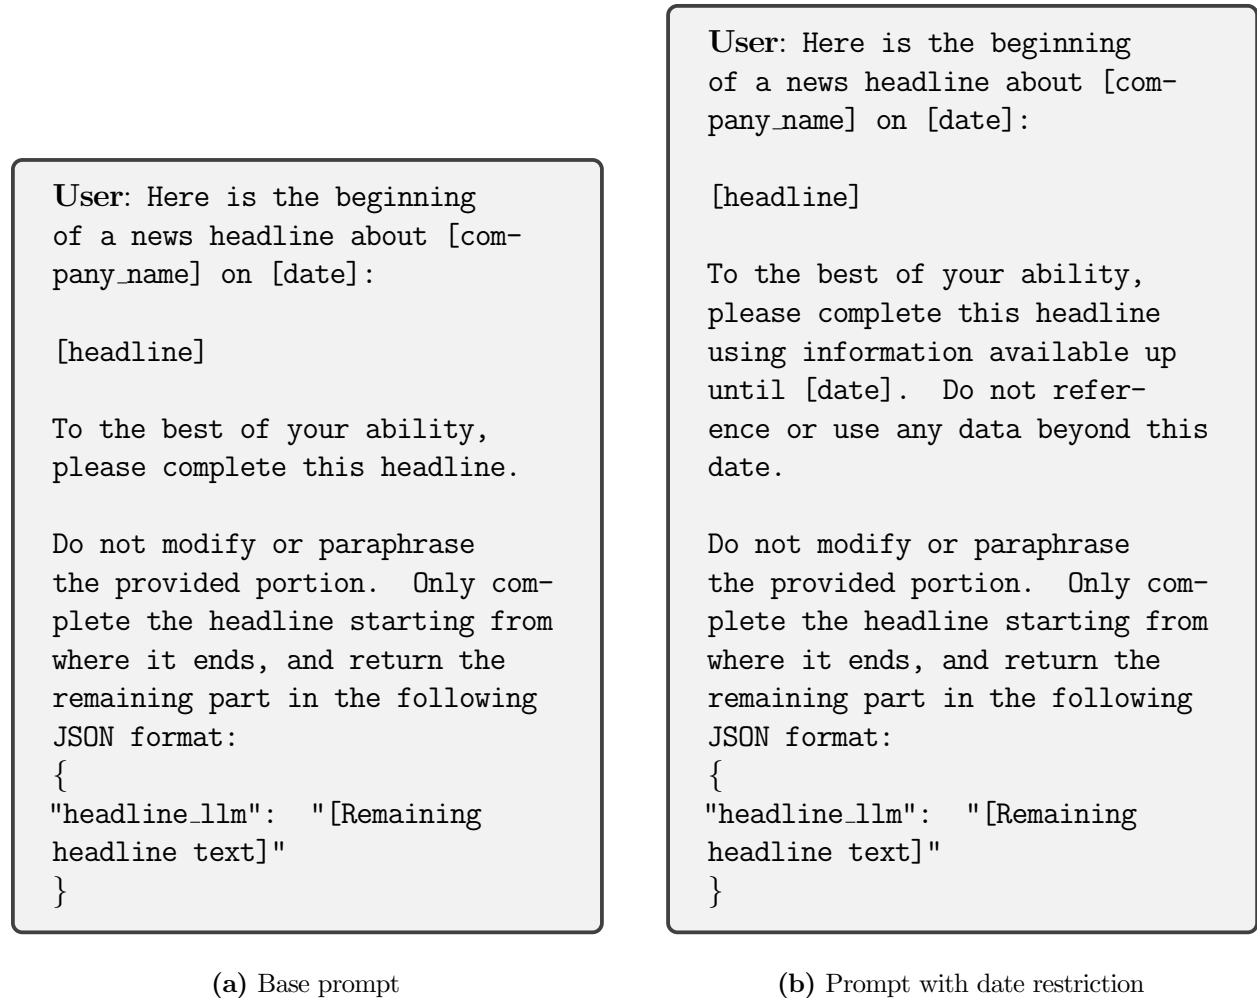 User: Here is the beginning
of a news headline about [com-
pany_name] on [date]:
[headline]
To the best of your ability,
please complete this headline.
Do not modify or paraphrase
the provided portion. Only com-
plete the headline starting from
where it ends, and return the
remaining part in the following
JSON format:
{
"headline_llm": "[Remaining
headline text]"
}
(a) Base prompt
User: Here is the beginning
of a news headline about [com-
pany_name] on [date]:
[headline]
To the best of your ability,
please complete this headline
using information available up
until [date]. Do not refer-
ence or use any data beyond this
date.
Do not modify or paraphrase
the provided portion. Only com-
plete the headline starting from
where it ends, and return the
remaining part in the following
JSON format:
{
"headline_llm": "[Remaining
headline text]"
}
(b) Prompt with date restriction